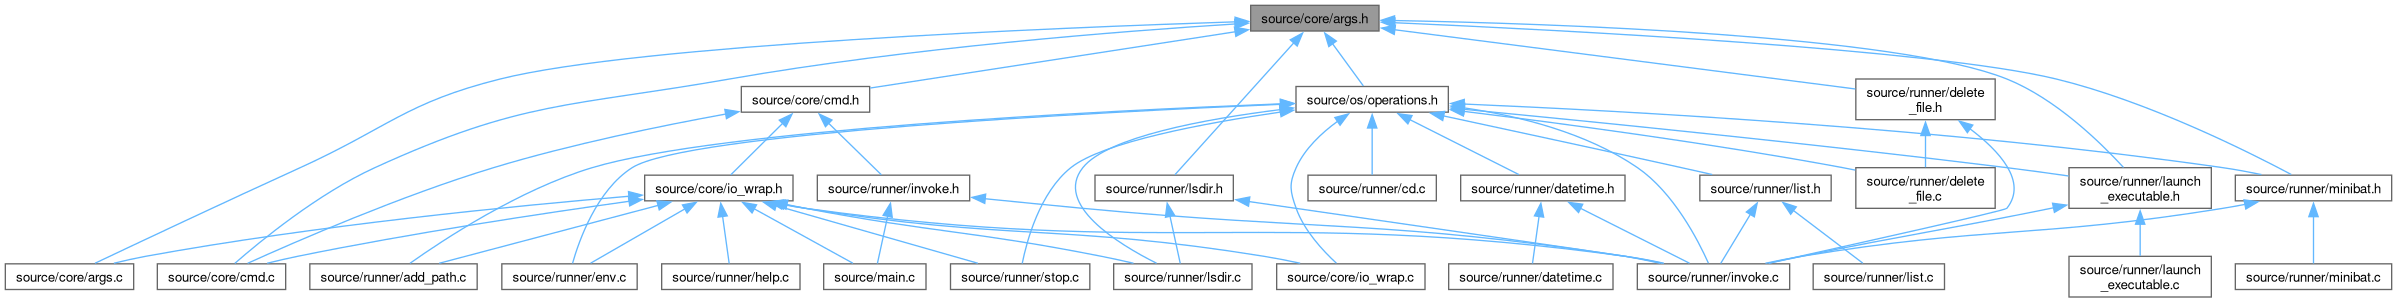 source/core/args.h
source/runner/delete
_file.h
source/core/cmd.h
source/os/operations.h
source/core/io_wrap.h
source/runner/invoke.h
source/runner/lsdir.h
source/runner/cd.c
source/runner/datetime.h
source/runner/list.h
source/runner/delete
_file.c
source/runner/launch
_executable.h
source/runner/minibat.h
source/core/args.c
source/core/cmd.c
source/runner/add_path.c
source/runner/env.c
source/runner/help.c
source/main.c
source/runner/stop.c
source/runner/lsdir.c
source/core/io_wrap.c
source/runner/datetime.c
source/runner/invoke.c
source/runner/list.c
source/runner/launch
_executable.c
source/runner/minibat.c